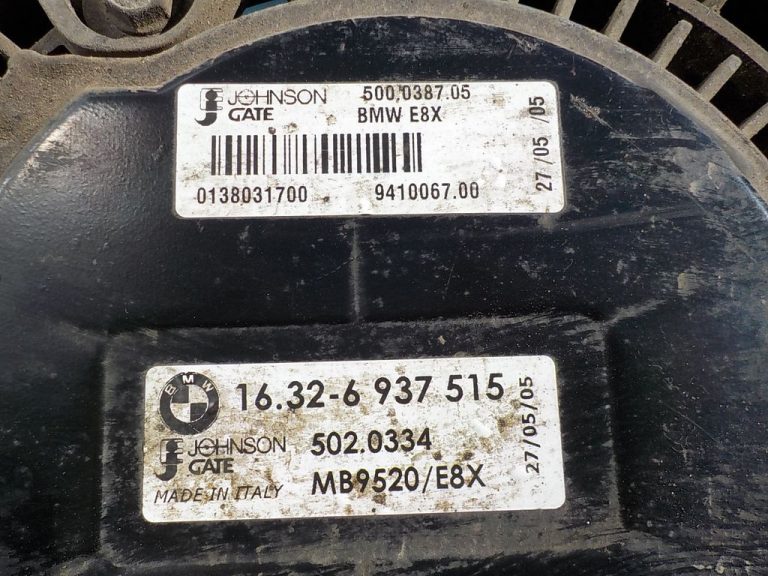 JOHNSON
GATE
500.0387.05
BMW E8X
0138031700
9410067.00
27/05/05
BMW
16.32-6 937 515
JOHNSON
GATE
502.0334
MADE IN ITALY
MB9520/E8X
27/05/05